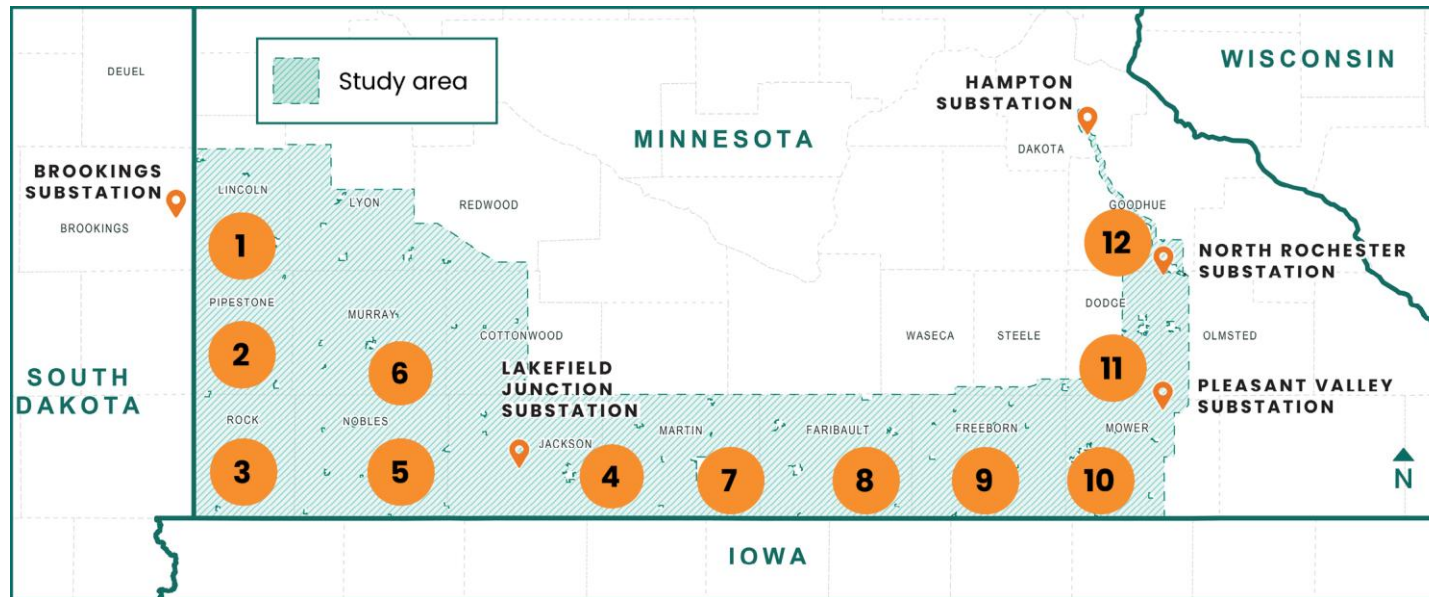 Study area
DEUEL
BROOKINGS
SUBSTATION
BROOKINGS
SOUTH
DAKOTA
MINNESOTA
WISCONSIN
IOWA
HAMPTON
SUBSTATION
DAKOTA
GOODHUE
NORTH ROCHESTER
SUBSTATION
DODGE
OLMSTED
PLEASANT VALLEY
SUBSTATION
WASECA
STEELE
LINCOLN
LYON
REDWOOD
PIPESTONE
MURRAY
COTTONWOOD
LAKEFIELD
JUNCTION
SUBSTATION
ROCK
NOBLES
JACKSON
MARTIN
FARIBAULT
FREEBORN
MOWER
1
2
3
4
5
6
7
8
9
10
11
12
N